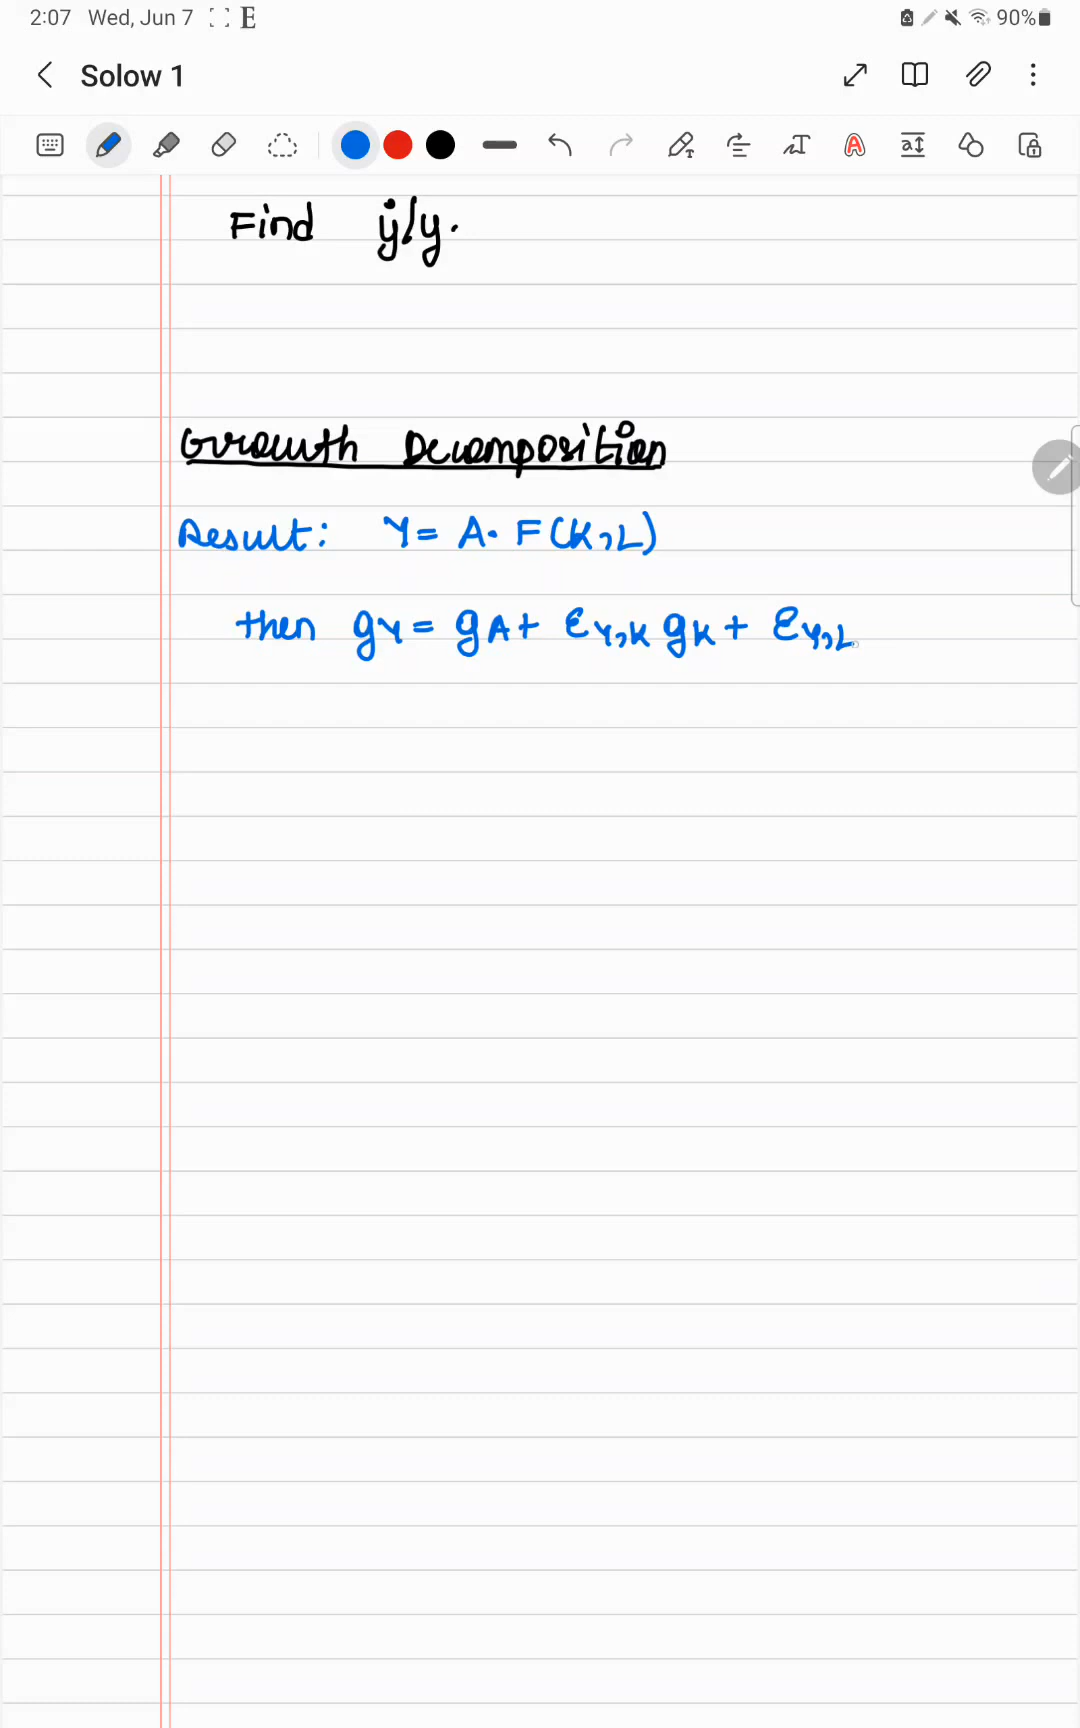 2:07 Wed, Jun 7 E 90%
Solow 1
Find ẏ/y.
Growth Decomposition
Result: Y = A. F(K,L)
then gY = gA + εY,K gK + εY,L